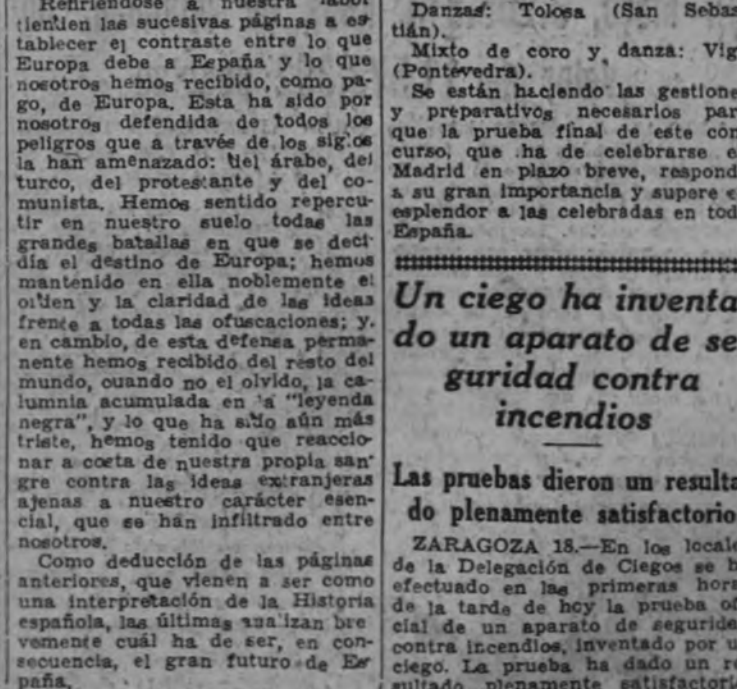 Refiriéndose a nuestra labor
tienden las sucesivas páginas a es-
tablecer el contraste entre lo que
Europa debe a España y lo que
nosotros hemos recibido, como pa-
go, de Europa. Esta ha sido por
nosotros defendida de todos los
peligros que a través de los siglos
la han amenazado: del árabe, del
turco, del protestante y del co-
munista. Hemos sentido repercu-
tir en nuestro suelo todas las
grandes batallas en que se deci-
día el destino de Europa; hemos
mantenido en ella noblemente el
orden y la claridad de las ideas
frente a todas las ofuscaciones; y,
en cambio, de esta defensa perma-
nente hemos recibido del resto del
mundo, cuando no el olvido, la ca-
lumnia acumulada en la "leyenda
negra", y lo que ha sido aún más
triste, hemos tenido que reaccio-
nar a costa de nuestra propia san-
gre contra las ideas extranjeras
ajenas a nuestro carácter esen-
cial, que se han infiltrado entre
nosotros.
Como deducción de las páginas
anteriores, que vienen a ser como
una interpretación de la Historia
española, las últimas analizan bre
vemente cuál ha de ser, en con-
secuencia, el gran futuro de Es-
paña.
Danzas: Tolosa (San Sebas
tián).
Mixto de coro y danza: Vig
(Pontevedra).
Se están haciendo las gestione
y preparativos necesarios par
que la prueba final de este con
curso, que ha de celebrarse e
Madrid en plazo breve, respond
a su gran importancia y supere e
esplendor a las celebradas en tod
España.
Un ciego ha inventa
do un aparato de se
guridad contra
incendios
Las pruebas dieron un resulta
do plenamente satisfactorio
ZARAGOZA 18.—En los locale
de la Delegación de Ciegos se h
efectuado en las primeras hora
de la tarde de hoy la prueba ofi
cial de un aparato de segurida
contra incendios, inventado por u
ciego. La prueba ha dado un re
sultado plenamente satisfactorio